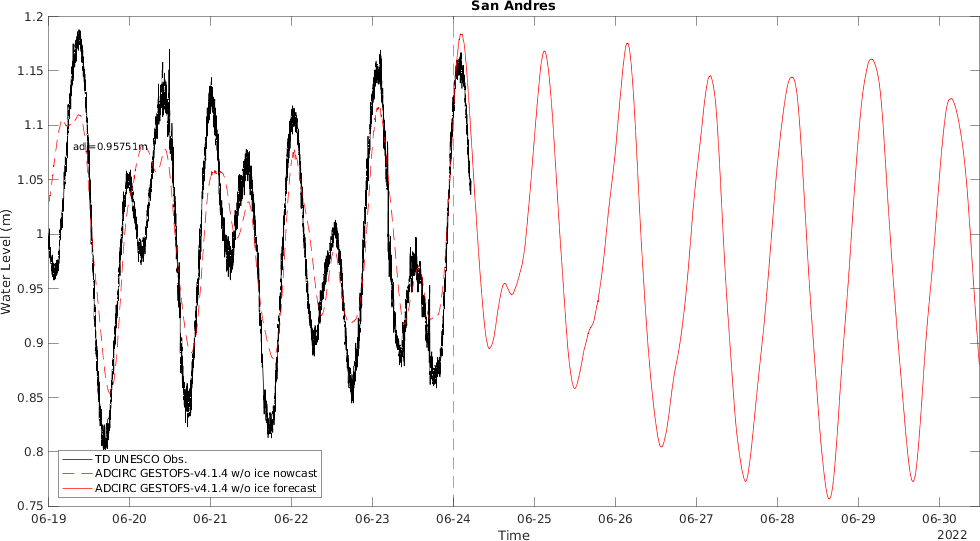 San Andres
1.2
1.15
1.1
adj=0.95751m
1.05
1
Water Level (m)
0.95
0.9
0.85
0.8
0.75
TD UNESCO Obs.
ADCIRC GESTOFS-v4.1.4 w/o ice nowcast
ADCIRC GESTOFS-v4.1.4 w/o ice forecast
06-19 06-20 06-21 06-22 06-23 06-24 06-25 06-26 06-27 06-28 06-29 06-30
Time
2022